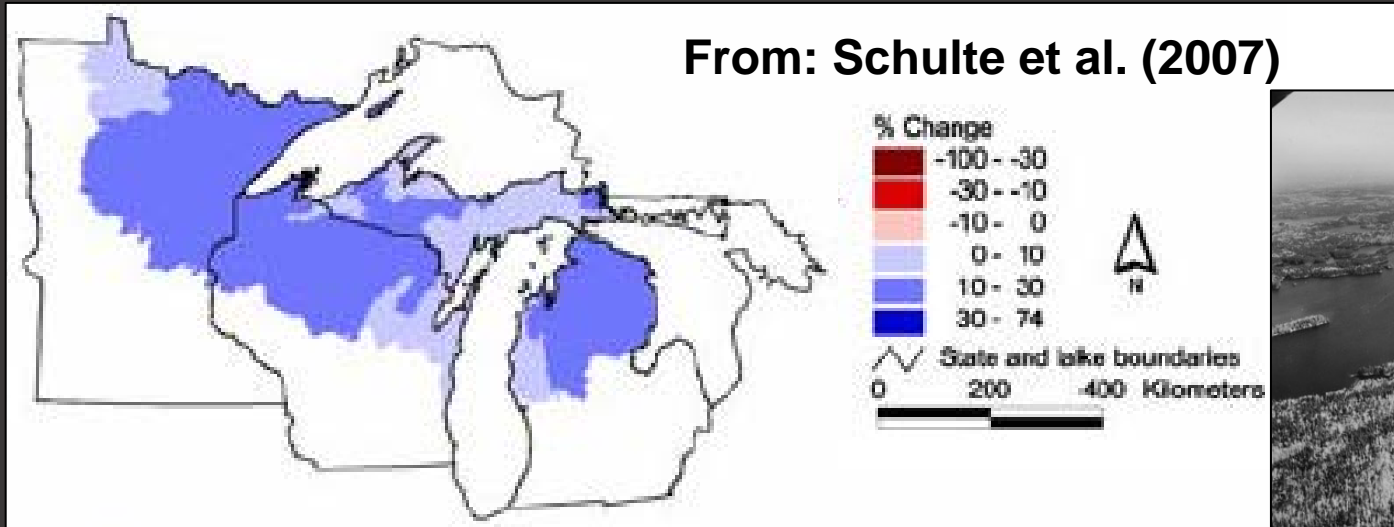 From: Schulte et al. (2007)
% Change
-100 - -30
-30 - -10
-10 - 0
0 - 10
10 - 30
30 - 74
N
State and lake boundaries
0 200 400 Kilometers